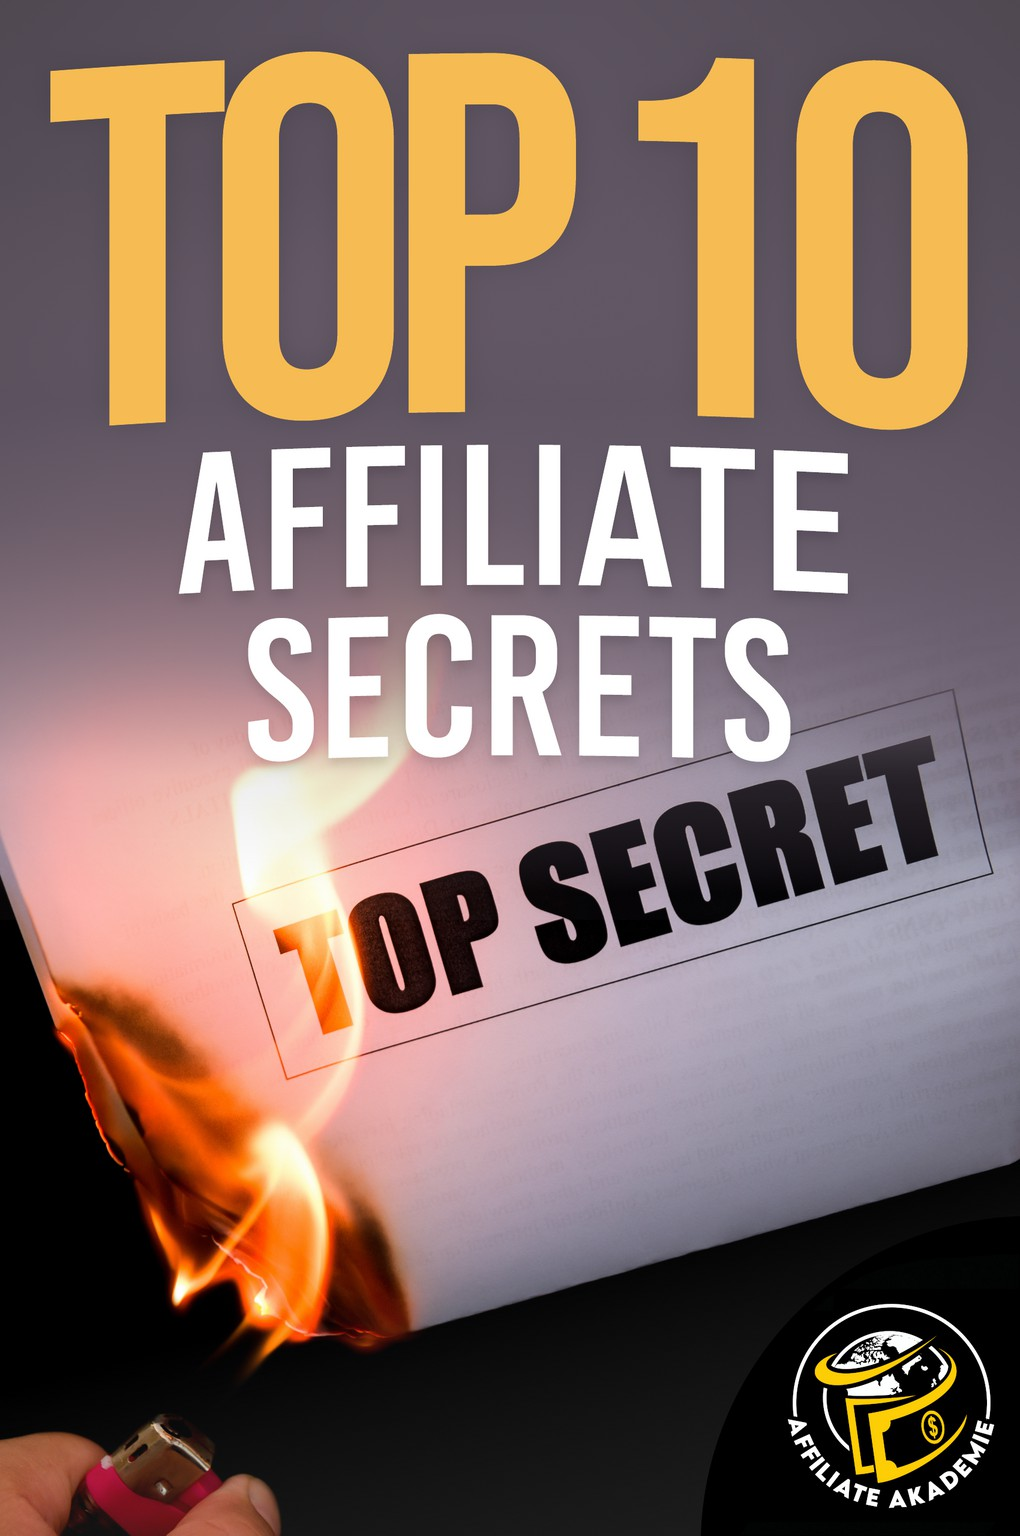 TOP 10
AFFILIATE
SECRETS
TOP SECRET
AFFILIATE AKADEMIE